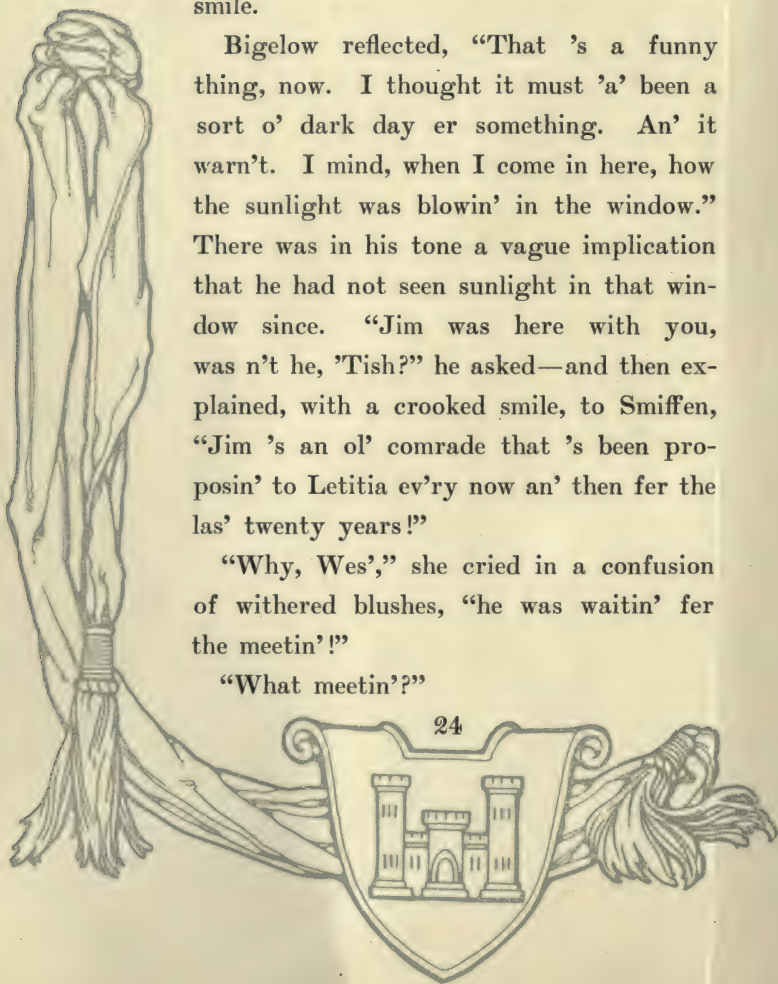 smile.
Bigelow reflected, “That ’s a funny
thing, now. I thought it must ’a’ been a
sort o’ dark day er something. An’ it
warn’t. I mind, when I come in here, how
the sunlight was blowin’ in the window.”
There was in his tone a vague implication
that he had not seen sunlight in that win-
dow since. “Jim was here with you,
was n’t he, ’Tish?” he asked—and then ex-
plained, with a crooked smile, to Smiffen,
“Jim ’s an ol’ comrade that ’s been pro-
posin’ to Letitia ev’ry now an’ then fer the
las’ twenty years!”
“Why, Wes’,” she cried in a confusion
of withered blushes, “he was waitin’ fer
the meetin’!”
“What meetin’?”
24